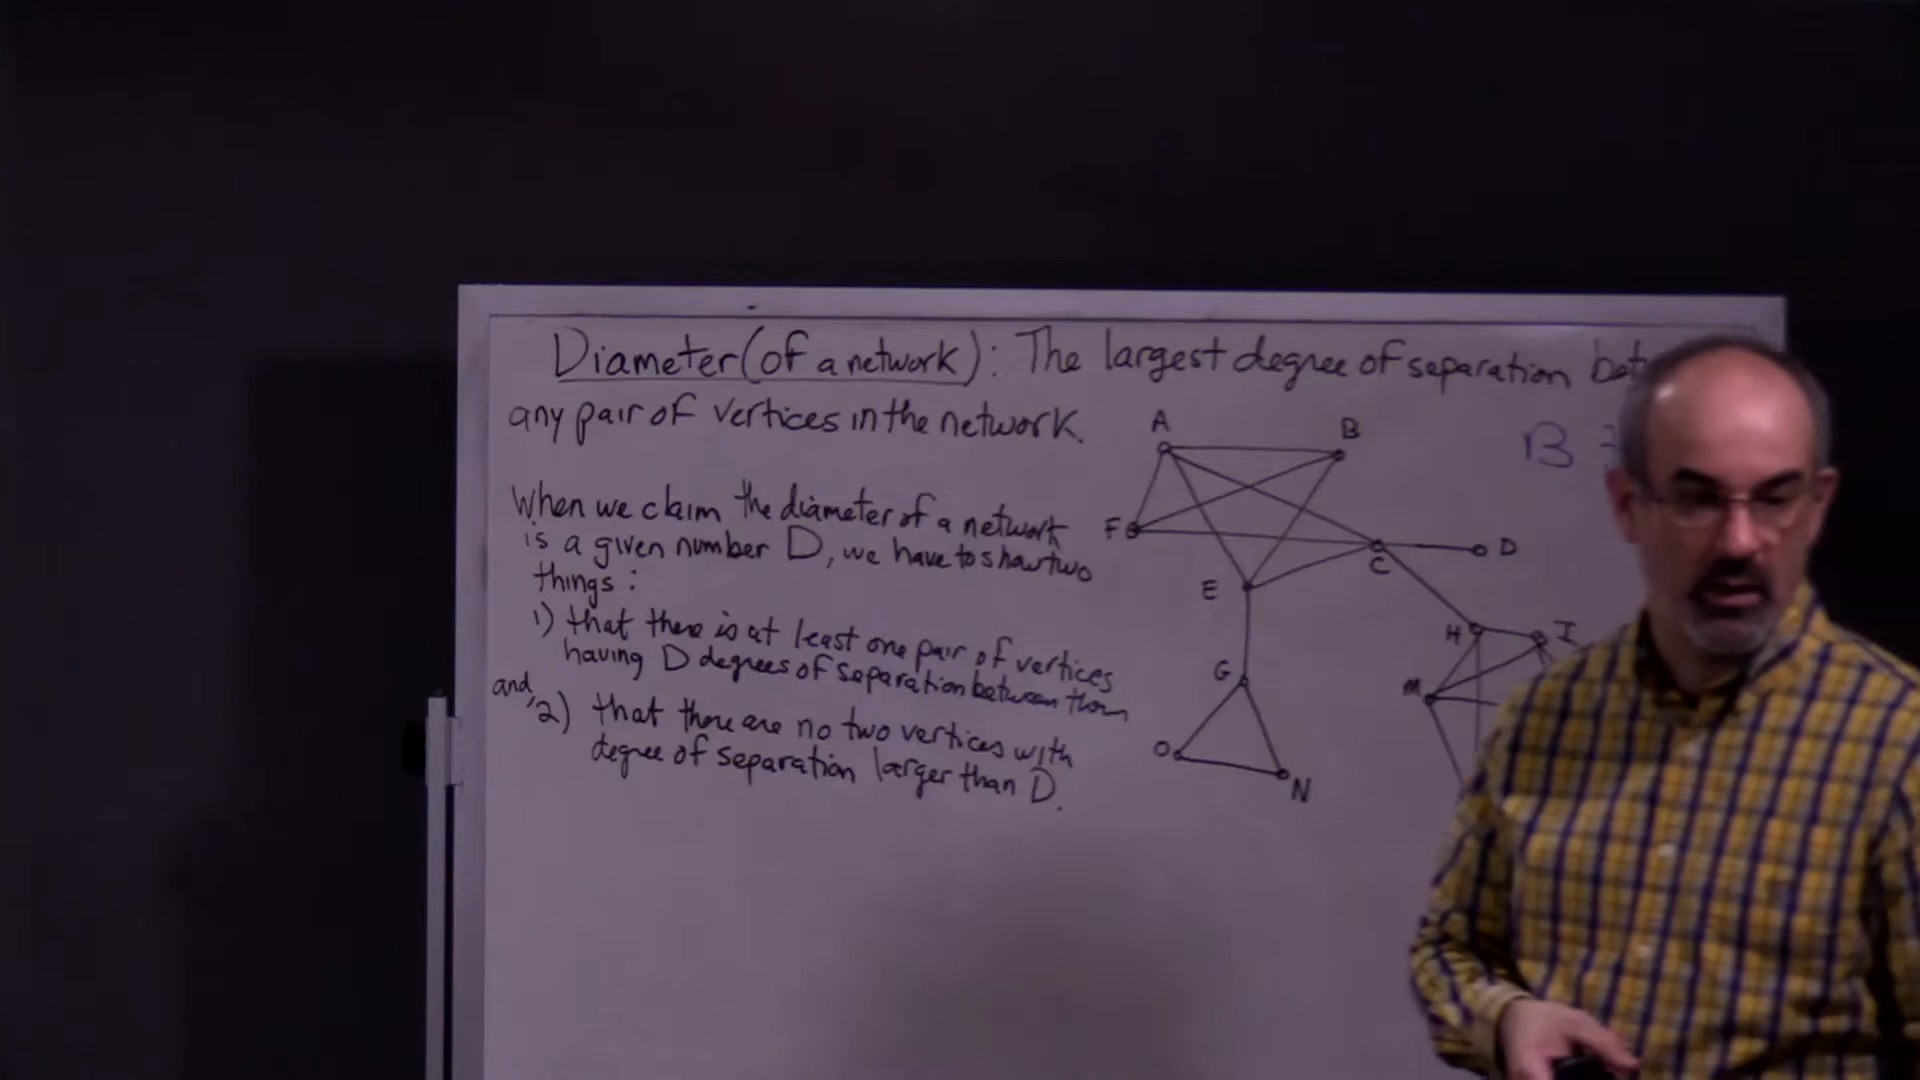 Diameter (of a network): The largest degree of separation bet
any pair of vertices in the network.
When we claim the diameter of a network
is a given number D, we have to show two
things:
1) that there is at least one pair of vertices
having D degrees of separation between them
and
2) that there are no two vertices with
degree of separation larger than D.
A
B
B
F
D
C
E
H
I
G
M
O
N